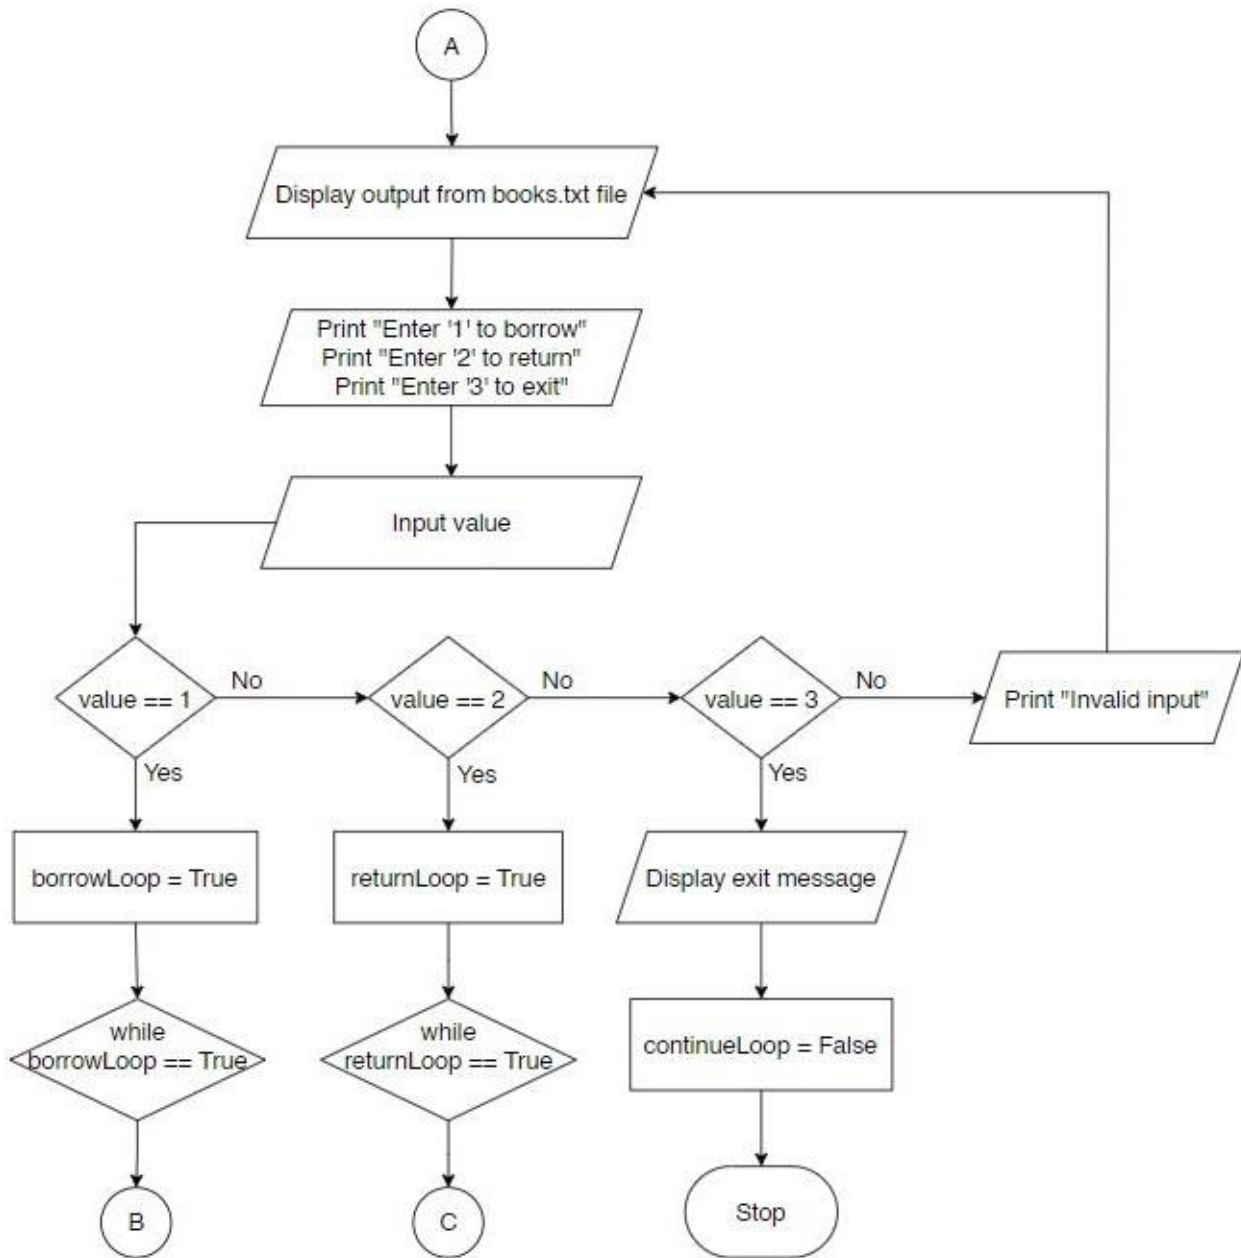 A
Display output from books.txt file
Print "Enter '1' to borrow"
Print "Enter '2' to return"
Print "Enter '3' to exit"
Input value
value == 1
No
value == 2
No
value == 3
No
Print "Invalid input"
Yes
Yes
Yes
borrowLoop = True
returnLoop = True
Display exit message
while
borrowLoop == True
while
returnLoop == True
continueLoop = False
B
C
Stop